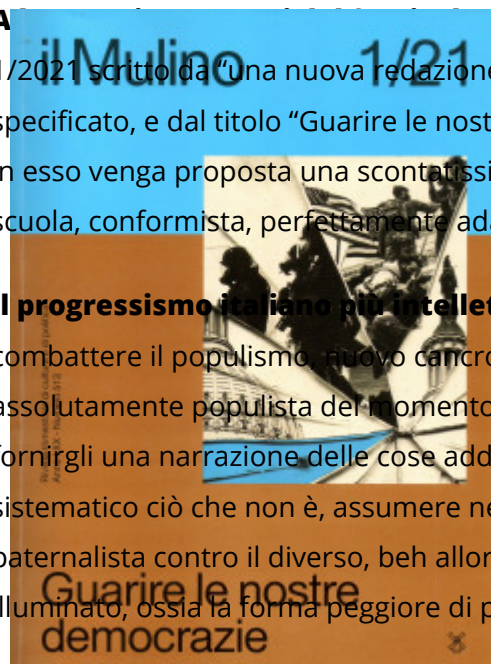 il Mulino 1/21
1/2021 scritto da “una nuova redazione
specificato, e dal titolo “Guarire le nost
in esso venga proposta una scontatissi
scuola, conformista, perfettamente ada
il progressismo italiano più intellet
combattere il populismo, nuovo cancro
assolutamente populista del momento
fornirgli una narrazione delle cose add
sistematico ciò che non è, assumere ne
paternalista contro il diverso, beh allor
illuminato, ossia la forma peggiore di p
Guarire le nostre
democrazie